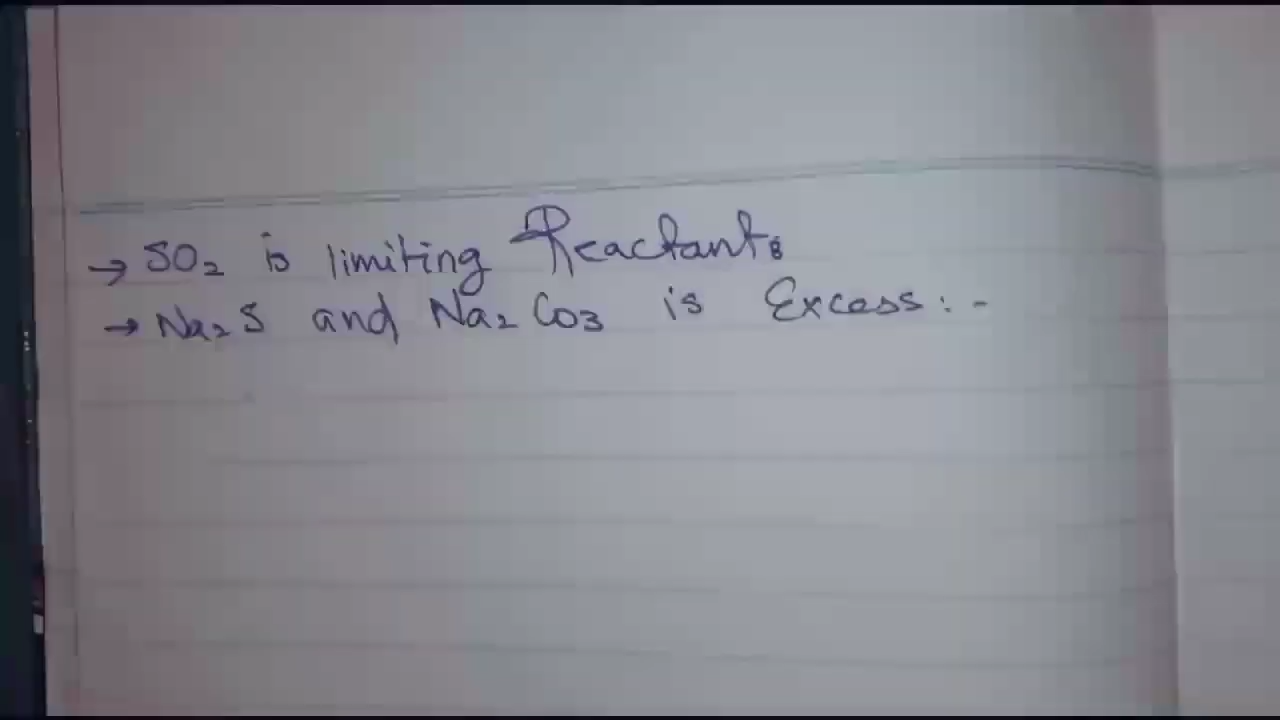 → SO₂ is limiting Reactant:
→ Na₂S and Na₂CO₃ is Excess:-